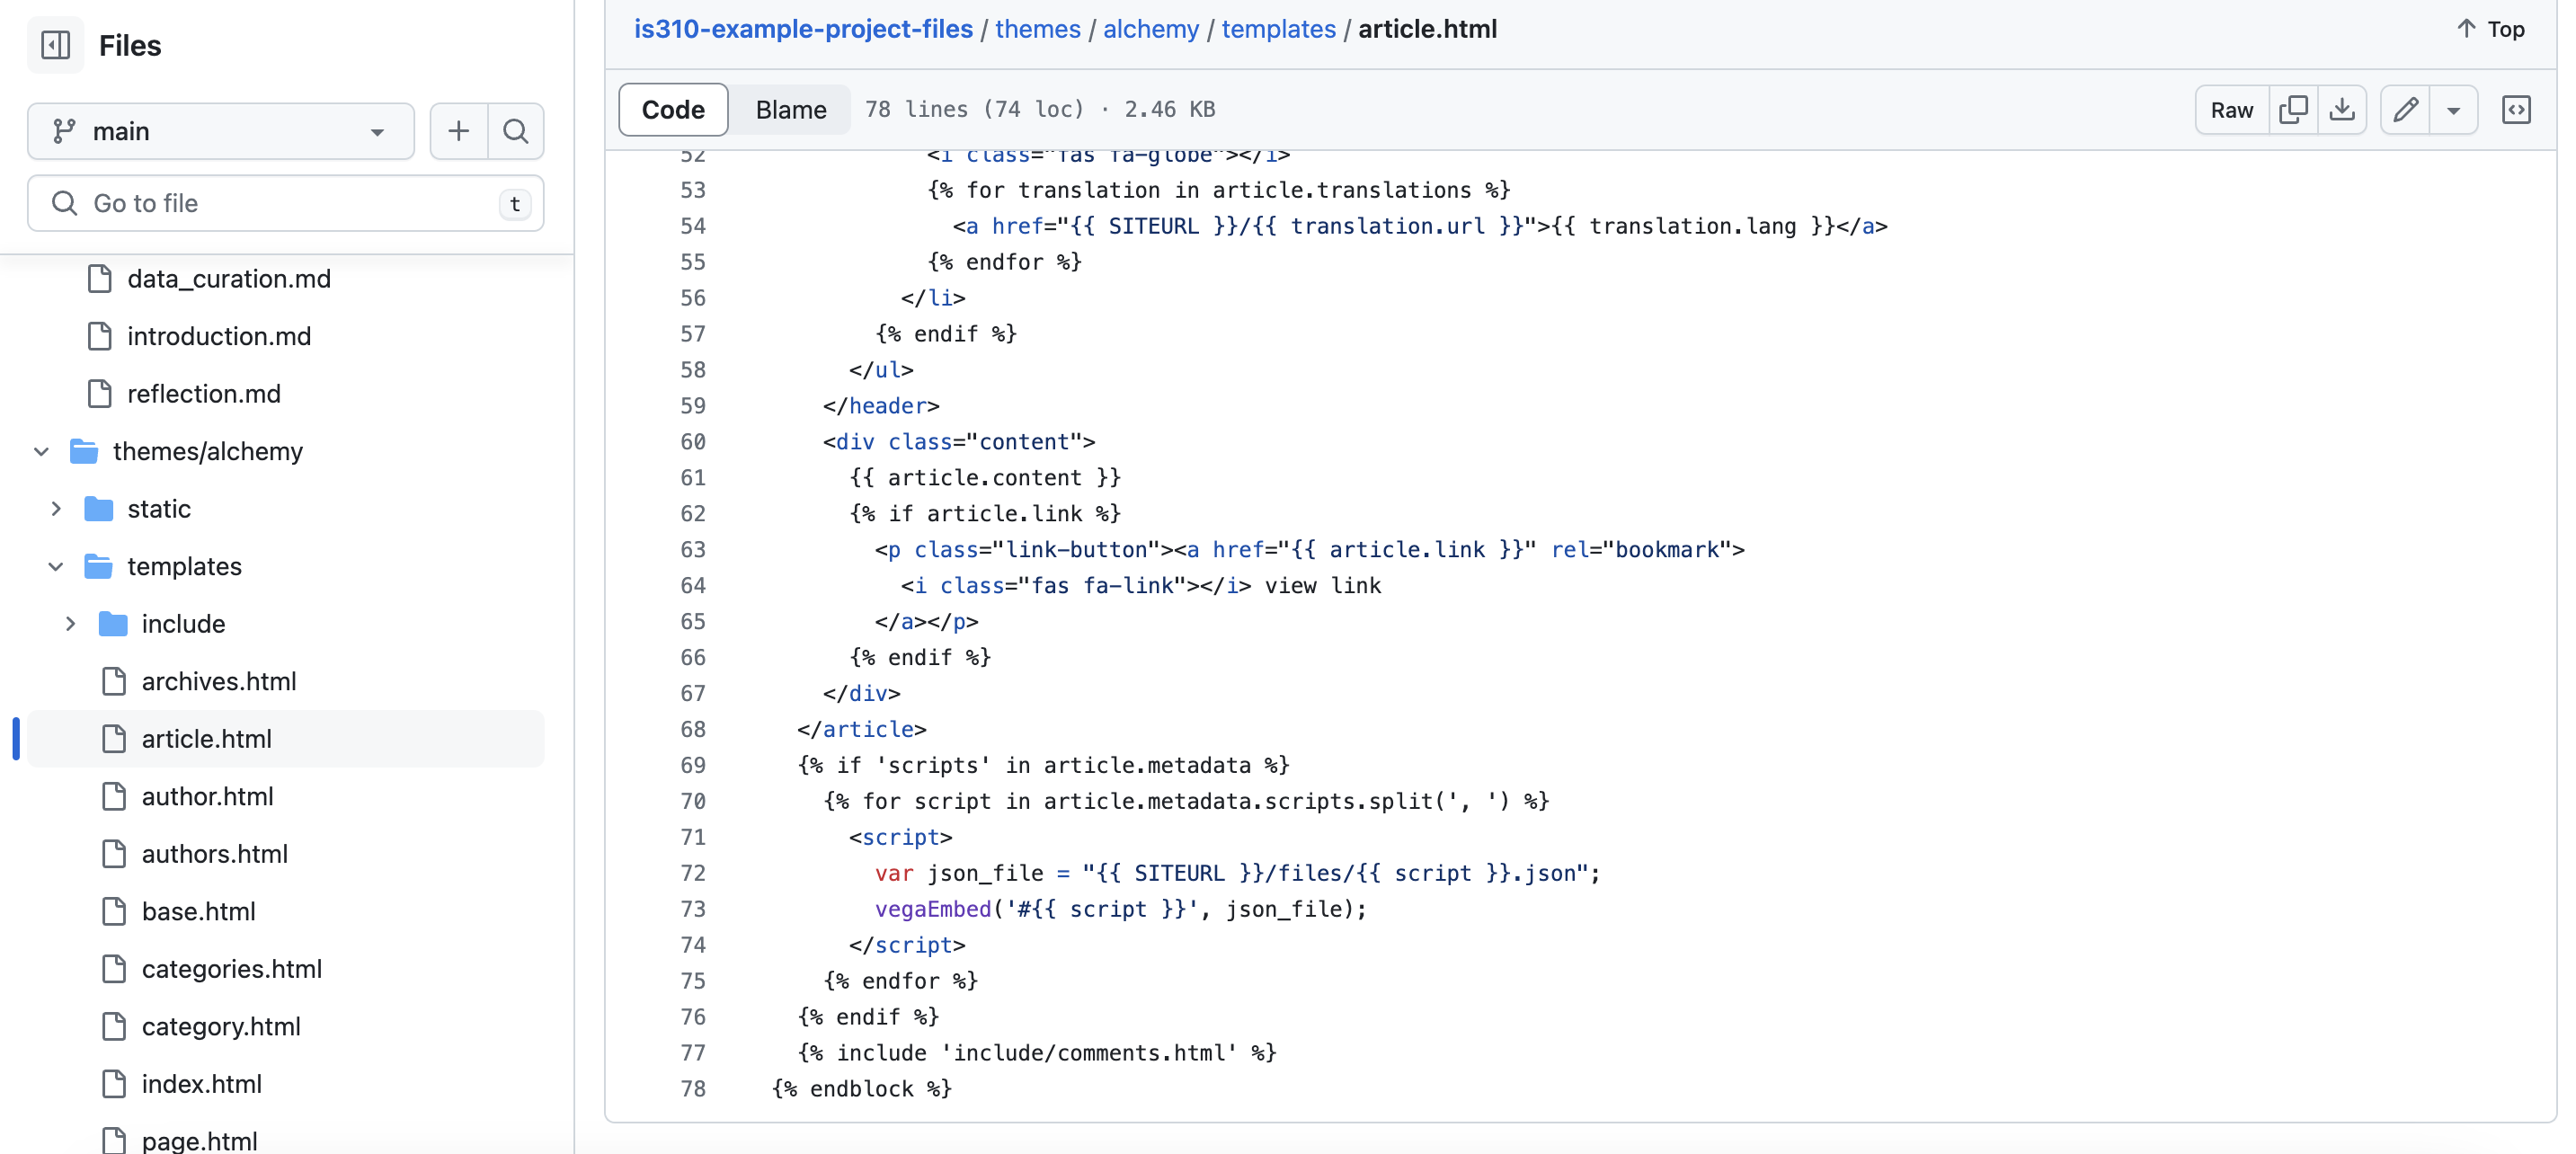 Files
main
Go to file t
data_curation.md
introduction.md
reflection.md
themes/alchemy
static
templates
include
archives.html
article.html
author.html
authors.html
base.html
categories.html
category.html
index.html
page.html
is310-example-project-files / themes / alchemy / templates / article.html
Top
Code Blame 78 lines (74 loc) · 2.46 KB
Raw
52 <i class="fas fa-globe"></i>
53 {% for translation in article.translations %}
54 <a href="{{ SITEURL }}/{{ translation.url }}">{{ translation.lang }}</a>
55 {% endfor %}
56 </li>
57 {% endif %}
58 </ul>
59 </header>
60 <div class="content">
61 {{ article.content }}
62 {% if article.link %}
63 <p class="link-button"><a href="{{ article.link }}" rel="bookmark">
64 <i class="fas fa-link"></i> view link
65 </a></p>
66 {% endif %}
67 </div>
68 </article>
69 {% if 'scripts' in article.metadata %}
70 {% for script in article.metadata.scripts.split(', ') %}
71 <script>
72 var json_file = "{{ SITEURL }}/files/{{ script }}.json";
73 vegaEmbed('#{{ script }}', json_file);
74 </script>
75 {% endfor %}
76 {% endif %}
77 {% include 'include/comments.html' %}
78 {% endblock %}